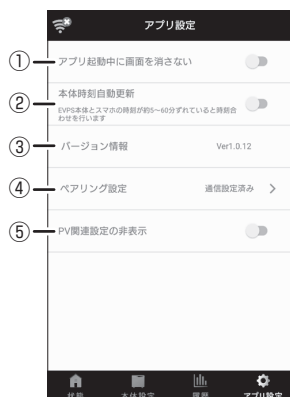 アプリ設定
① アプリ起動中に画面を消さない
② 本体時刻自動更新
EVPS本体とスマホの時刻が約5~60分ずれていると時刻合
わせを行います
③ バージョン情報 Ver1.0.12
④ ペアリング設定 通信設定済み
⑤ PV関連設定の非表示
状態 本体設定 履歴 アプリ設定